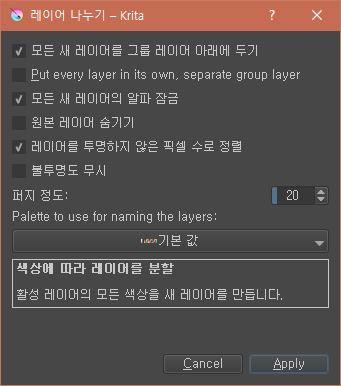 레이어 나누기 – Krita
모든 새 레이어를 그룹 레이어 아래에 두기
Put every layer in its own, separate group layer
모든 새 레이어의 알파 잠금
원본 레이어 숨기기
레이어를 투명하지 않은 픽셀 수로 정렬
불투명도 무시
퍼지 정도:
20
Palette to use for naming the layers:
기본 값
색상에 따라 레이어를 분할
활성 레이어의 모든 색상을 새 레이어를 만듭니다.
Cancel
Apply